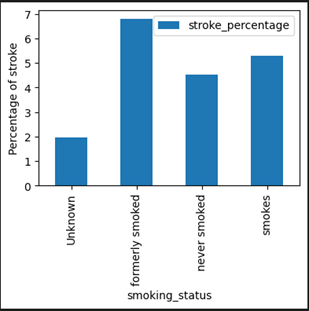 7
6
5
4
3
2
1
0
Percentage of stroke
stroke_percentage
Unknown
formerly smoked
never smoked
smokes
smoking_status